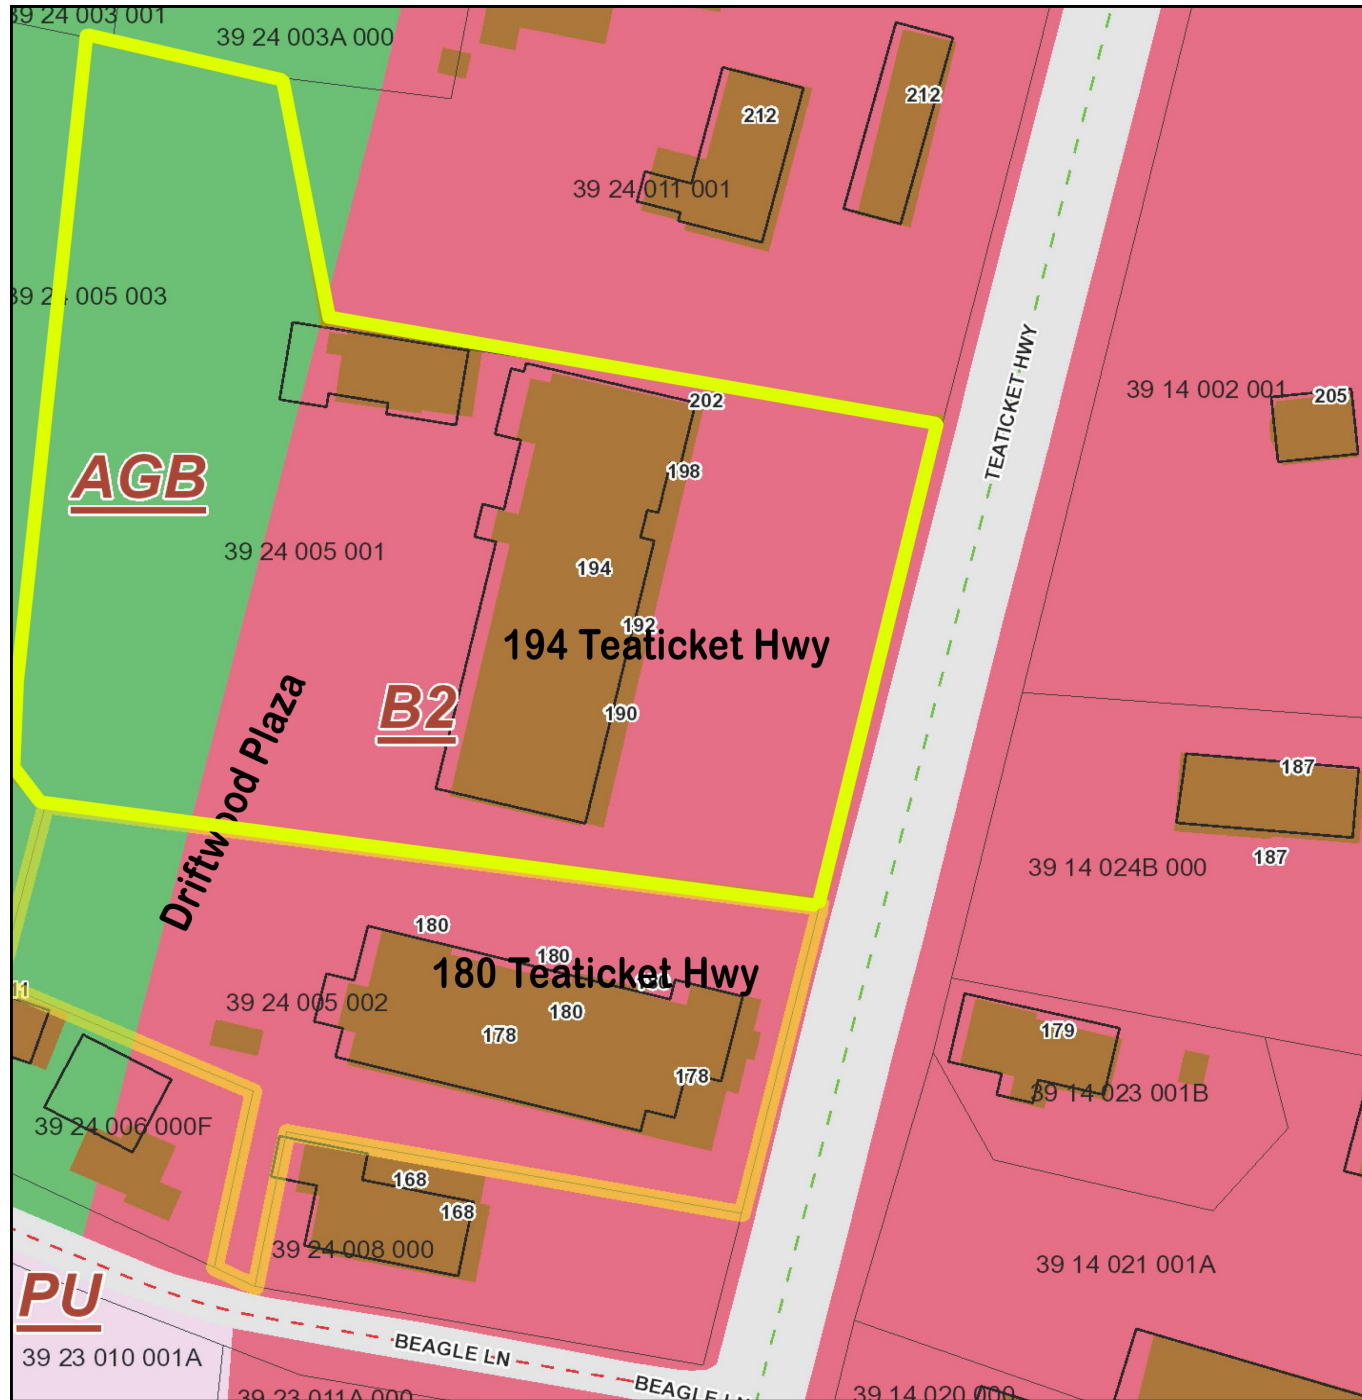 39 24 003 001
39 24 003A 000
212
212
39 24 011 001
39 24 005 003
TEATICKET HWY
39 14 002 001
205
202
198
AGB
39 24 005 001
194
192
194 Teaticket Hwy
B2
190
Driftwood Plaza
187
187
39 14 024B 000
180
180
180 Teaticket Hwy
180
11
39 24 005 002
180
178
179
178
39 14 023 001B
39 24 006 000F
168
168
39 24 008 000
39 14 021 001A
PU
BEAGLE LN
39 23 010 001A
BEAGLE LN
39 23 011A 000
39 14 020 000